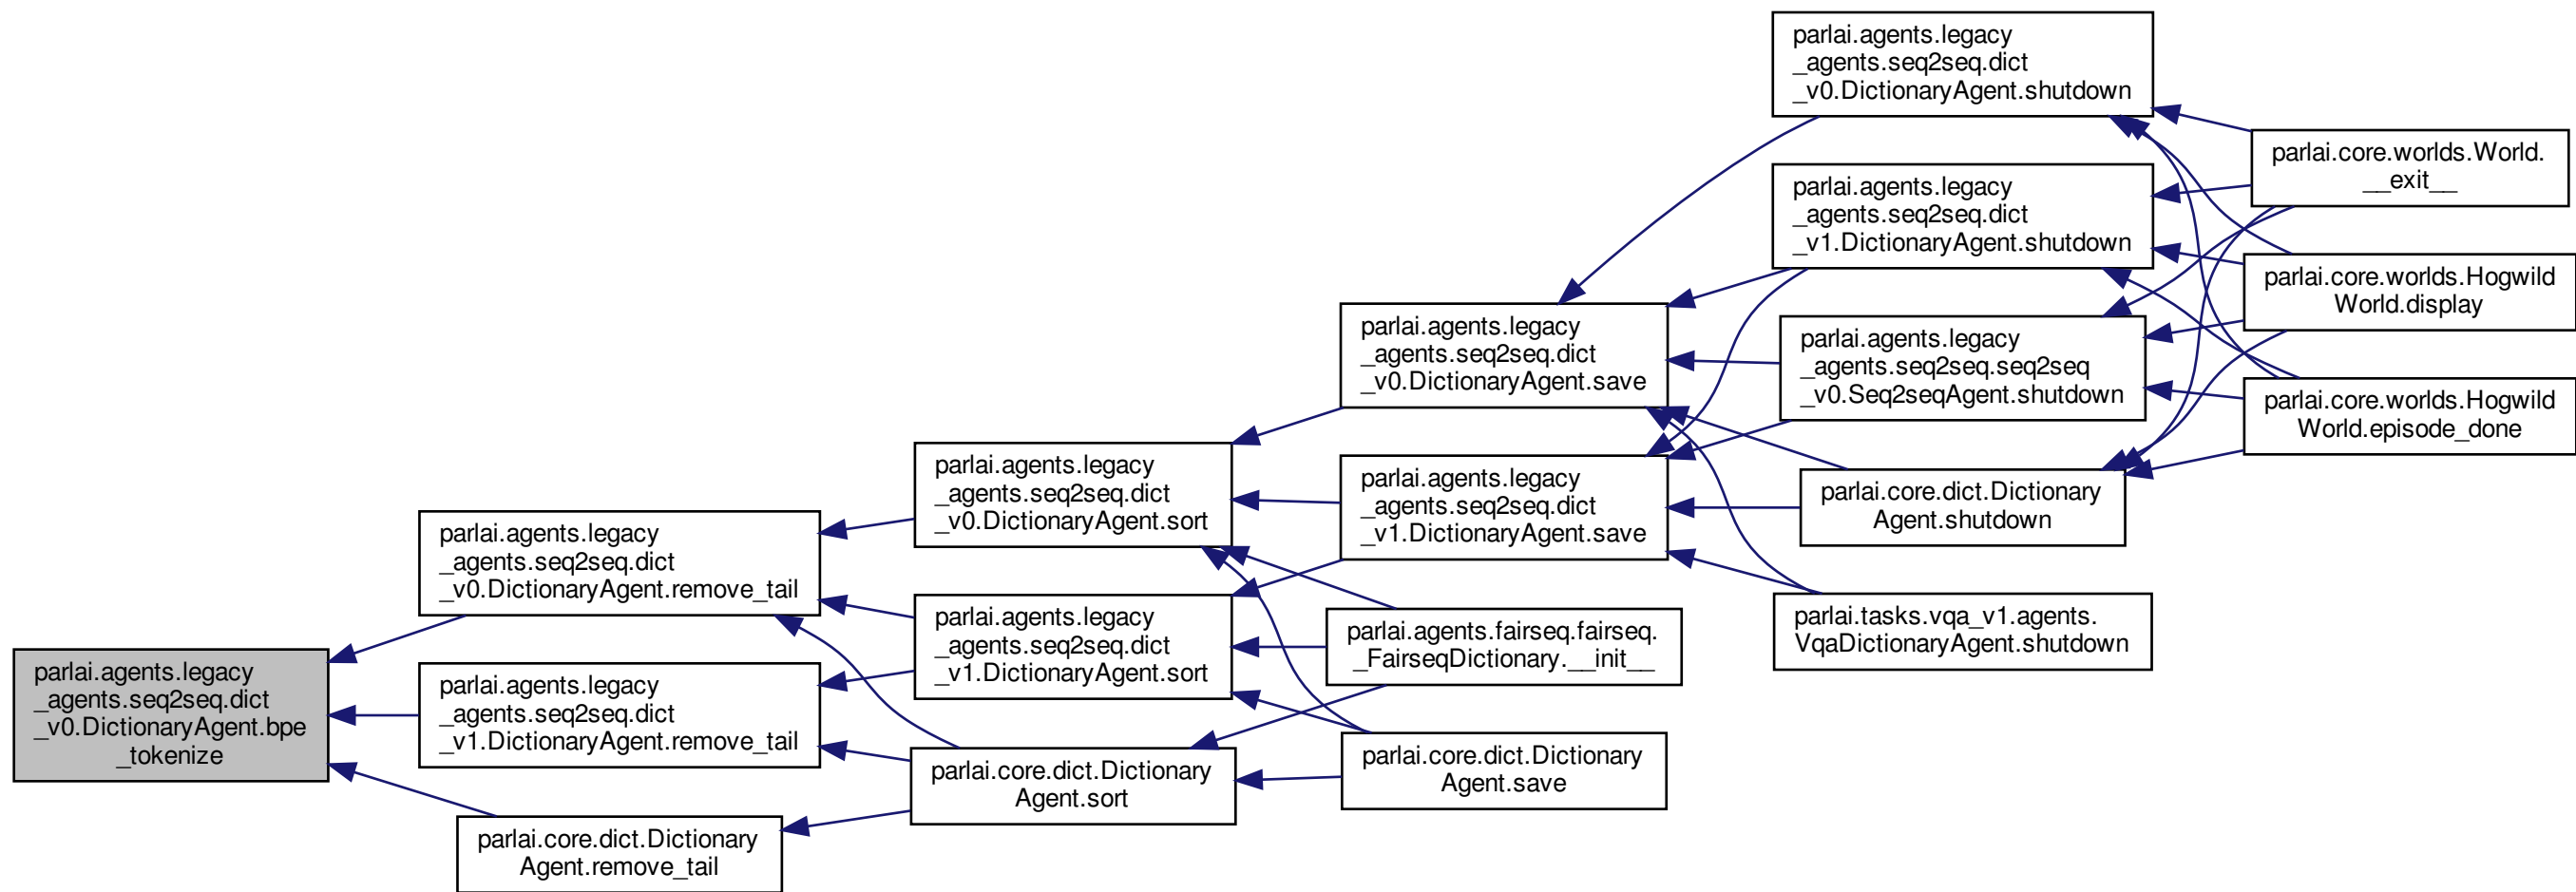 parlai.agents.legacy
_agents.seq2seq.dict
_v0.DictionaryAgent.bpe
_tokenize
parlai.agents.legacy
_agents.seq2seq.dict
_v0.DictionaryAgent.remove_tail
parlai.agents.legacy
_agents.seq2seq.dict
_v1.DictionaryAgent.remove_tail
parlai.core.dict.Dictionary
Agent.remove_tail
parlai.agents.legacy
_agents.seq2seq.dict
_v0.DictionaryAgent.sort
parlai.agents.legacy
_agents.seq2seq.dict
_v1.DictionaryAgent.sort
parlai.core.dict.Dictionary
Agent.sort
parlai.agents.legacy
_agents.seq2seq.dict
_v0.DictionaryAgent.save
parlai.agents.legacy
_agents.seq2seq.dict
_v1.DictionaryAgent.save
parlai.agents.fairseq.fairseq.
_FairseqDictionary.__init__
parlai.core.dict.Dictionary
Agent.save
parlai.agents.legacy
_agents.seq2seq.dict
_v0.DictionaryAgent.shutdown
parlai.agents.legacy
_agents.seq2seq.dict
_v1.DictionaryAgent.shutdown
parlai.agents.legacy
_agents.seq2seq.seq2seq
_v0.Seq2seqAgent.shutdown
parlai.core.dict.Dictionary
Agent.shutdown
parlai.tasks.vqa_v1.agents.
VqaDictionaryAgent.shutdown
parlai.core.worlds.World.
__exit__
parlai.core.worlds.Hogwild
World.display
parlai.core.worlds.Hogwild
World.episode_done